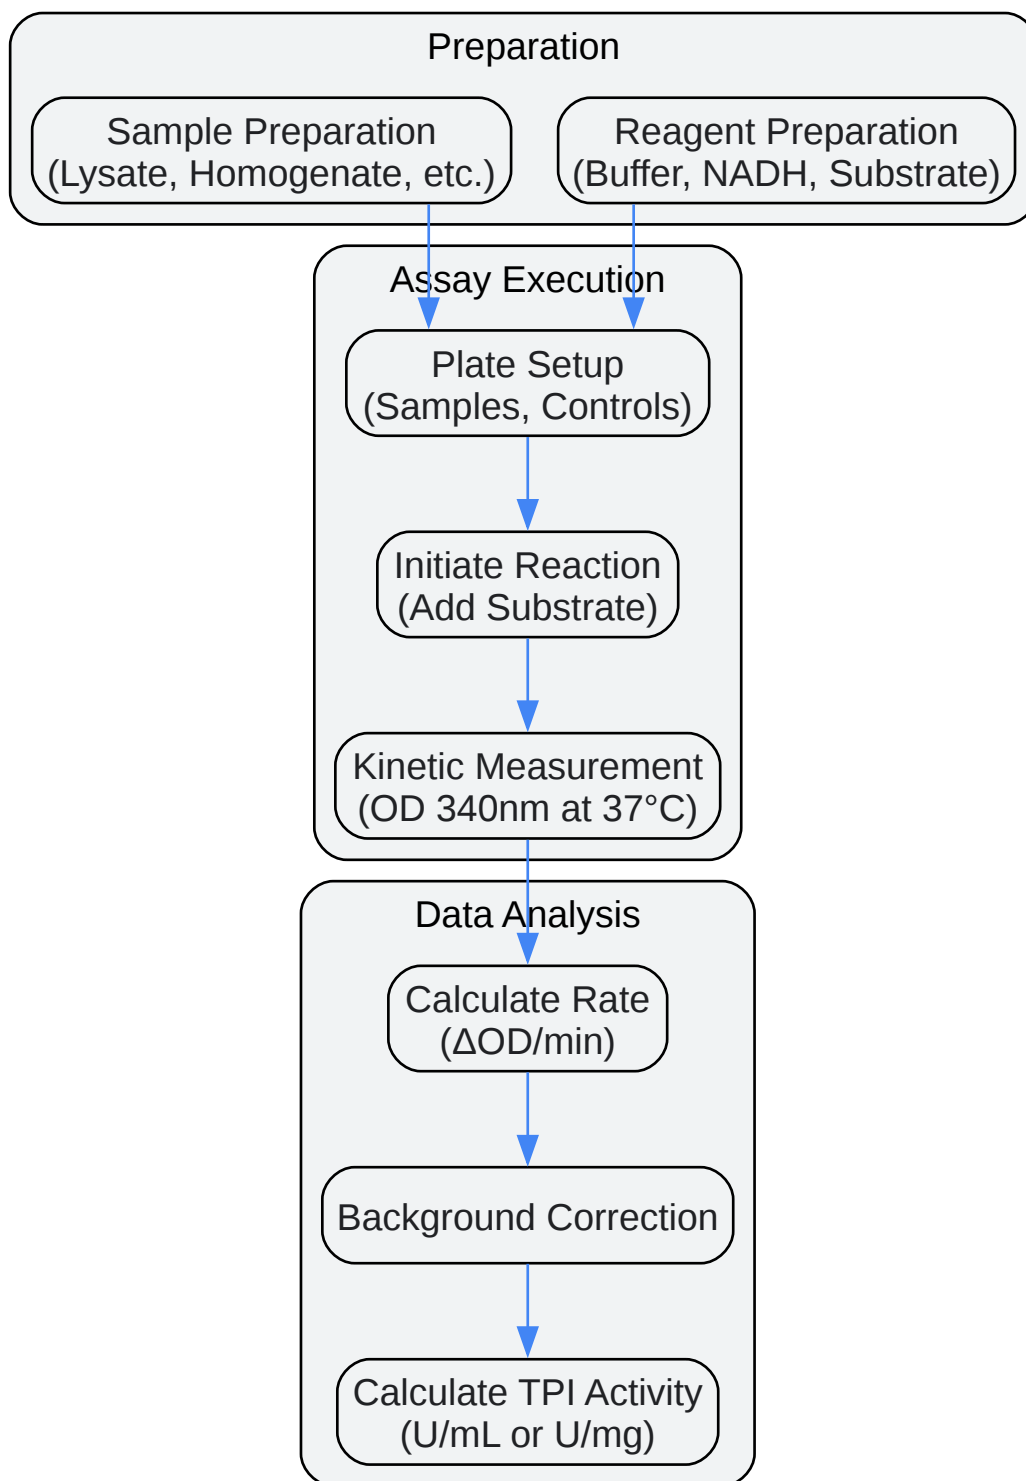 Preparation
Sample Preparation
(Lysate, Homogenate, etc.)
Reagent Preparation
(Buffer, NADH, Substrate)
Assay Execution
Plate Setup
(Samples, Controls)
Initiate Reaction
(Add Substrate)
Kinetic Measurement
(OD 340nm at 37°C)
Data Analysis
Calculate Rate
(ΔOD/min)
Background Correction
Calculate TPI Activity
(U/mL or U/mg)